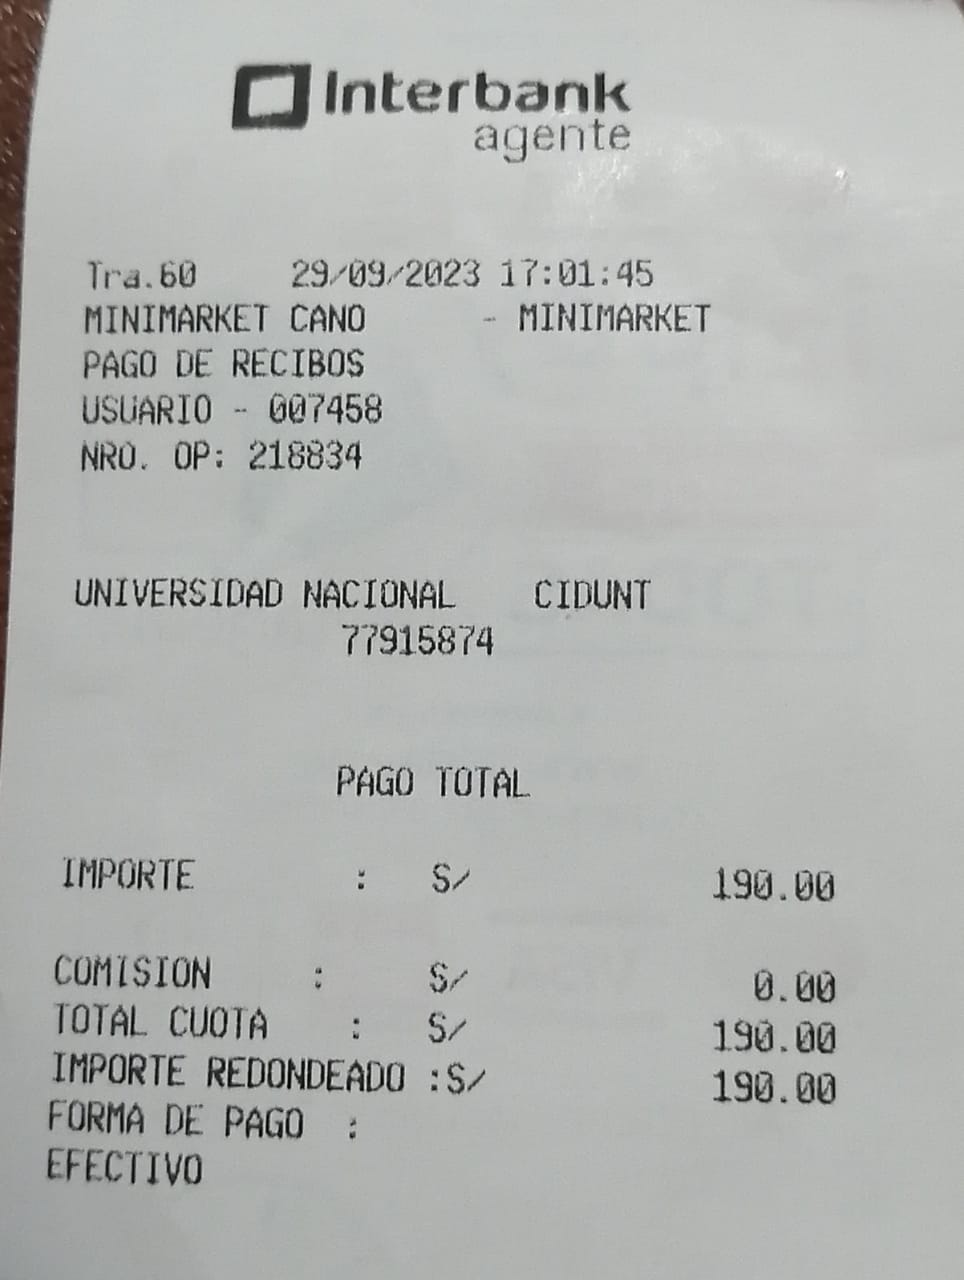 Interbank
agente
Tra.60 29/09/2023 17:01:45
MINIMARKET CANO - MINIMARKET
PAGO DE RECIBOS
USUARIO - 007458
NRO. OP: 218834
UNIVERSIDAD NACIONAL CIDUNT
77915874
PAGO TOTAL
IMPORTE : S/ 190.00
COMISION : S/ 0.00
TOTAL CUOTA : S/ 190.00
IMPORTE REDONDEADO :S/ 190.00
FORMA DE PAGO :
EFECTIVO